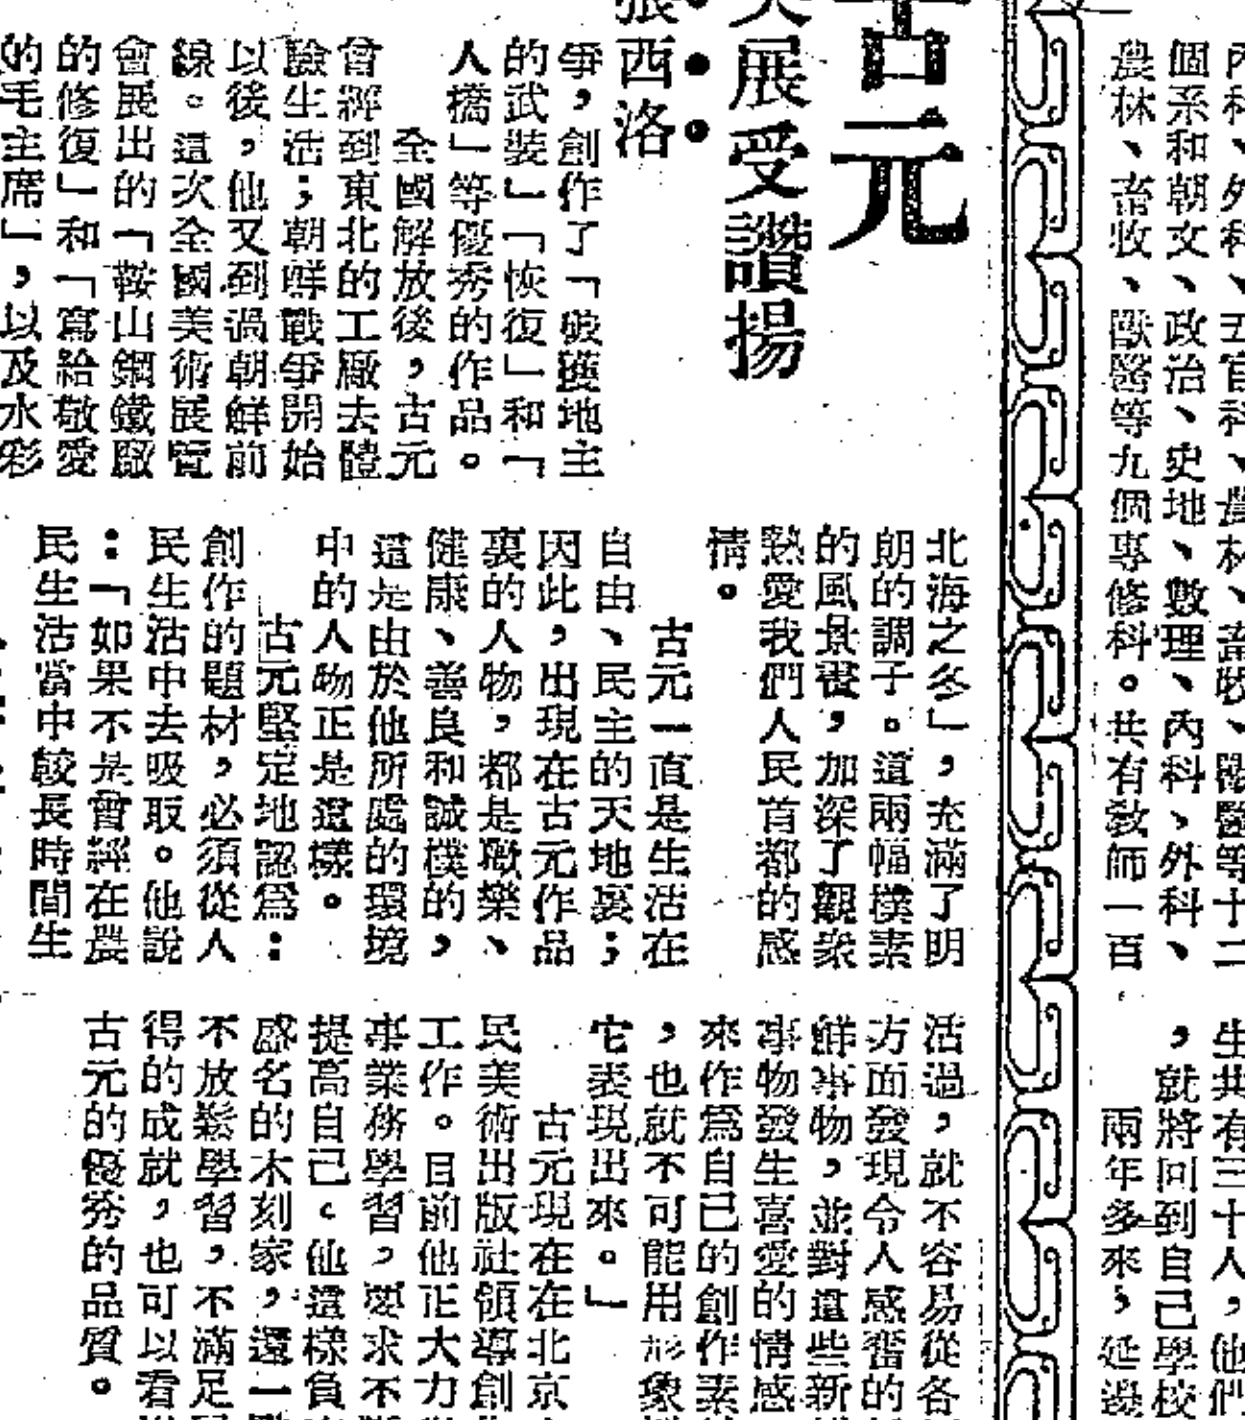 內科、外科、五官科、農林、畜牧、獸醫等十二
個系和朝文、政治、史地、數理、內科、外科、
農林、畜牧、獸醫等九個專修科。共有教師一百
生共有三十人，他們
，就將回到自己學校
兩年多來，延邊
古元
展受讚揚
張西洛
爭，創作了「破獲地主
的武裝」「恢復」和「
人橋」等優秀的作品。
全國解放後，古元
曾經到東北的工廠去體
驗生活；朝鮮戰爭開始
以後，他又到過朝鮮前
線。這次全國美術展覽
會展出的「鞍山鋼鐵廠
的修復」和「寫給敬愛
的毛主席」，以及水彩
北海之冬」，充滿了明
朗的調子。這兩幅樸素
的風景畫，加深了觀衆
熱愛我們人民首都的感
情。
古元一直是生活在
自由、民主的天地裏；
因此，出現在古元作品
裏的人物，都是歡樂、
健康、善良和誠樸的，
這是由於他所處的環境
中的人物正是這樣。
古元堅定地認爲：
創作的題材，必須從人
民生活中去吸取。他說
：「如果不是曾經在農
民生活當中較長時間生
活過，就不容易從各
方面發現令人感奮的
鮮事物，並對這些新
事物發生喜愛的情感
來作爲自己的創作素
，也就不可能用形象
它表現出來。」
古元現在在北京
民美術出版社領導創
工作。目前他正大力
事業務學習，要求不
提高自己。他這樣負
盛名的木刻家，還一
不放鬆學習，不滿足
得的成就，也可以看
古元的優秀的品質。